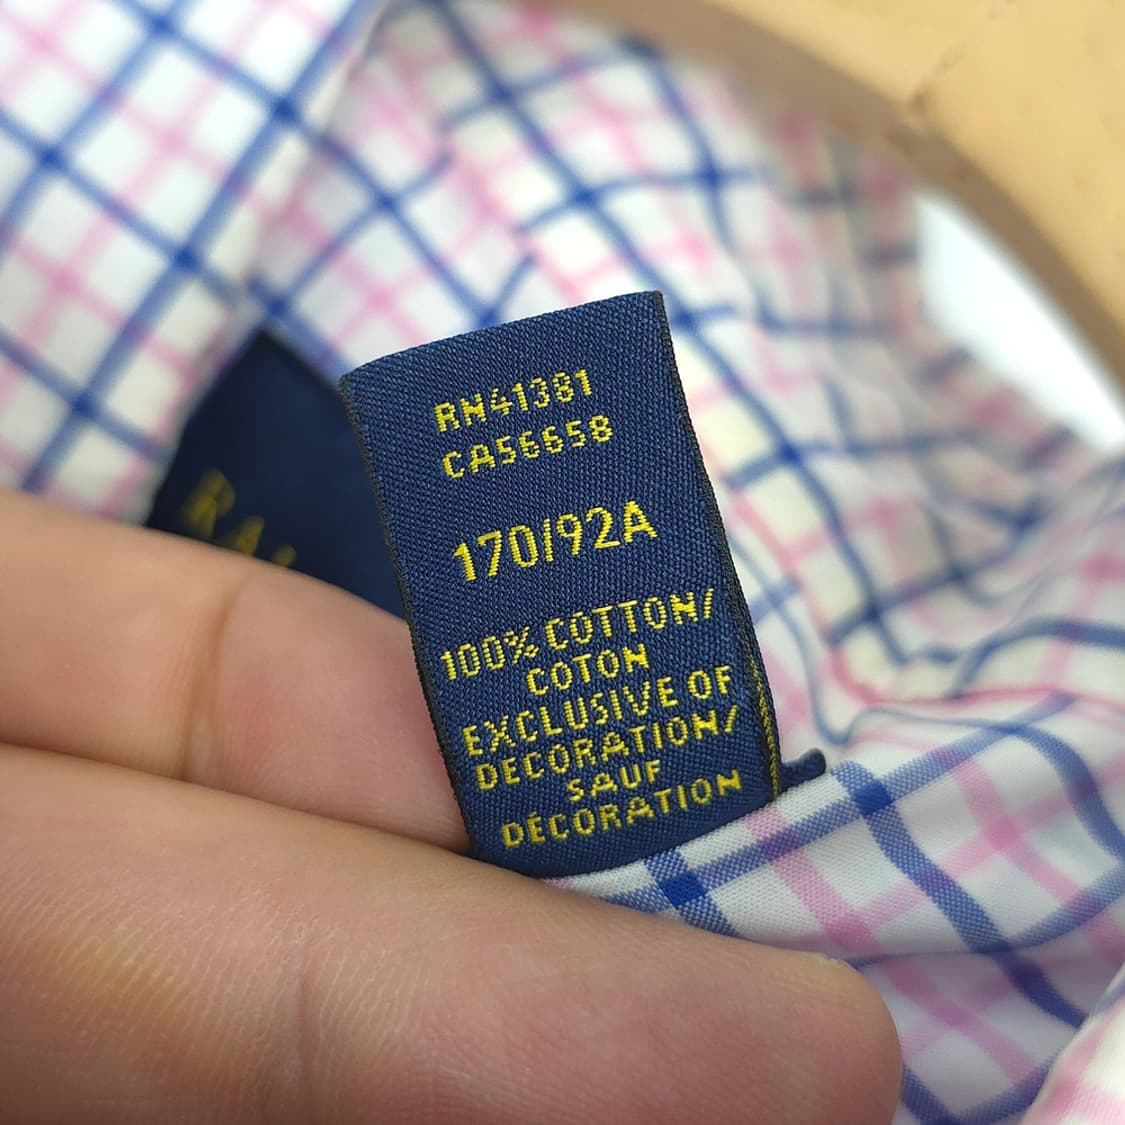 RN41381
CA56658
170/92A
100% COTTON/
COTON
EXCLUSIVE OF
DECORATION/
SAUF
DÉCORATION